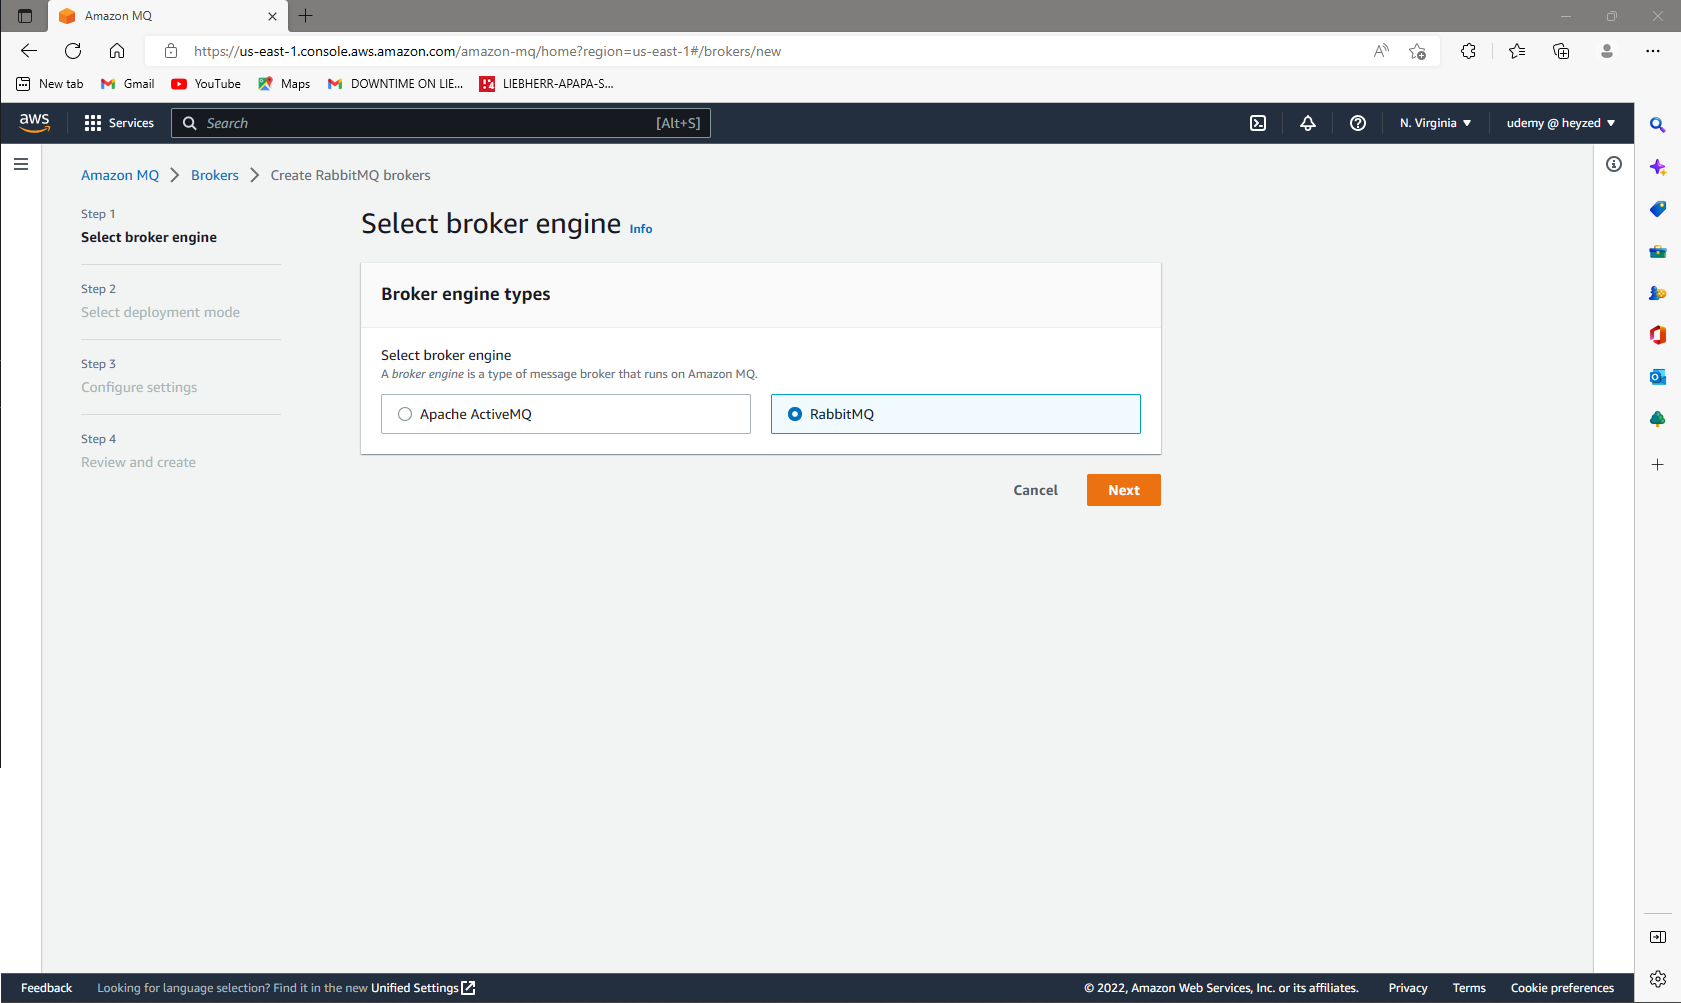 Amazon MQ
https://us-east-1.console.aws.amazon.com/amazon-mq/home?region=us-east-1#/brokers/new
New tab Gmail YouTube Maps DOWNTIME ON LIE... LIEBHERR-APAPA-S...
aws Services Search [Alt+S] N. Virginia udemy @ heyzed
Amazon MQ Brokers Create RabbitMQ brokers
Step 1
Select broker engine
Step 2
Select deployment mode
Step 3
Configure settings
Step 4
Review and create
Select broker engine Info
Broker engine types
Select broker engine
A broker engine is a type of message broker that runs on Amazon MQ.
Apache ActiveMQ RabbitMQ
Cancel Next
Feedback Looking for language selection? Find it in the new Unified Settings © 2022, Amazon Web Services, Inc. or its affiliates. Privacy Terms Cookie preferences